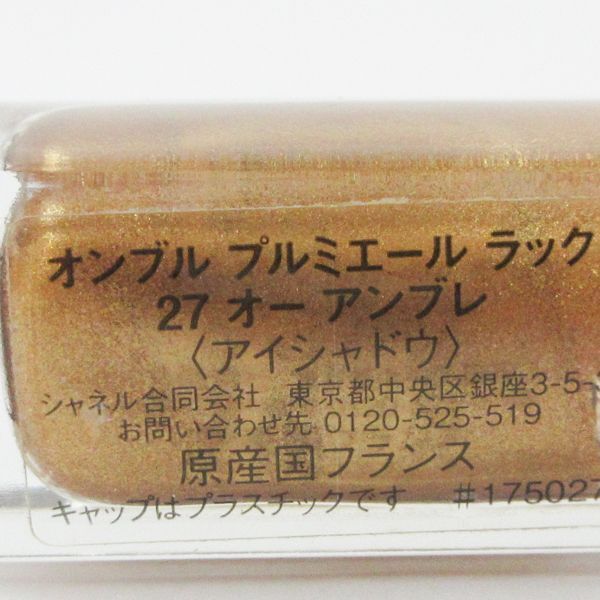 オンブル プルミエール ラック
27 オー アンブレ
〈アイシャドウ〉
シャネル合同会社 東京都中央区銀座3-5-3
お問い合わせ先 0120-525-519
原産国フランス
キャップはプラスチックです #175027